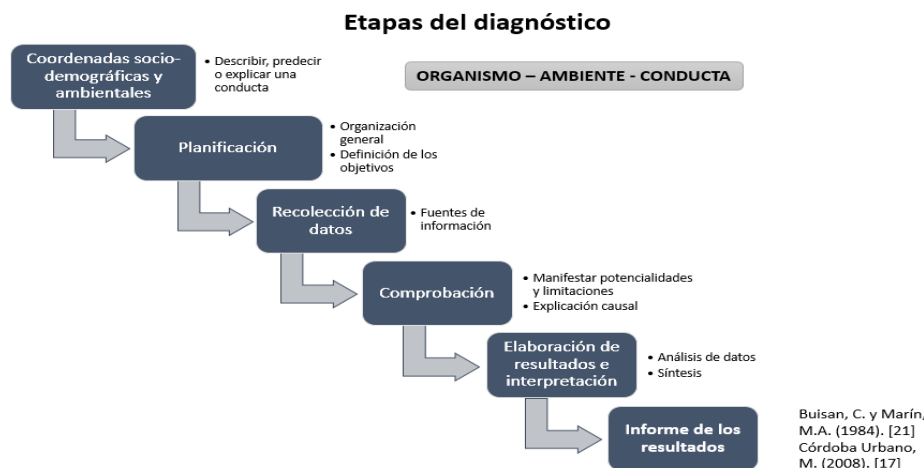 Etapas del diagnóstico
Coordenadas socio-
demográficas y
ambientales
• Describir, predecir
o explicar una
conducta
ORGANISMO – AMBIENTE - CONDUCTA
Planificación
• Organización
general
• Definición de los
objetivos
Recolección de
datos
• Fuentes de
información
Comprobación
• Manifestar potencialidades
y limitaciones
• Explicación causal
Elaboración de
resultados e
interpretación
• Análisis de datos
• Síntesis
Informe de los
resultados
Buisan, C. y Marín,
M.A. (1984). [21]
Córdoba Urbano,
M. (2008). [17]